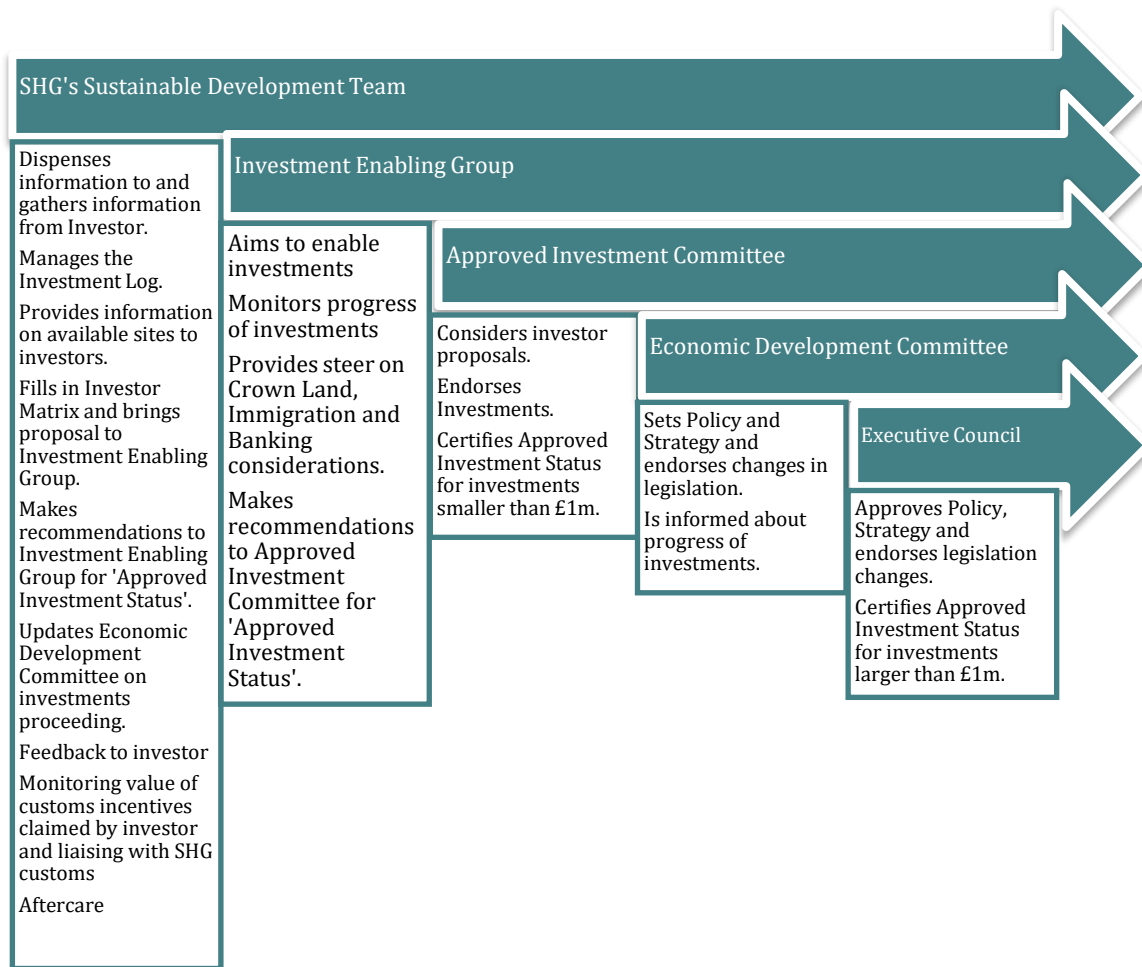 SHG's Sustainable Development Team
Dispenses
information to and
gathers information
from Investor.
Manages the
Investment Log.
Provides information
on available sites to
investors.
Fills in Investor
Matrix and brings
proposal to
Investment Enabling
Group.
Makes
recommendations to
Investment Enabling
Group for 'Approved
Investment Status'.
Updates Economic
Development
Committee on
investments
proceeding.
Feedback to investor
Monitoring value of
customs incentives
claimed by investor
and liaising with SHG
customs
Aftercare
Investment Enabling Group
Aims to enable
investments
Monitors progress
of investments
Provides steer on
Crown Land,
Immigration and
Banking
considerations.
Makes
recommendations
to Approved
Investment
Committee for
'Approved
Investment
Status'.
Approved Investment Committee
Considers investor
proposals.
Endorses
Investments.
Certifies Approved
Investment Status
for investments
smaller than £1m.
Economic Development Committee
Sets Policy and
Strategy and
endorses changes in
legislation.
Is informed about
progress of
investments.
Executive Council
Approves Policy,
Strategy and
endorses legislation
changes.
Certifies Approved
Investment Status
for investments
larger than £1m.